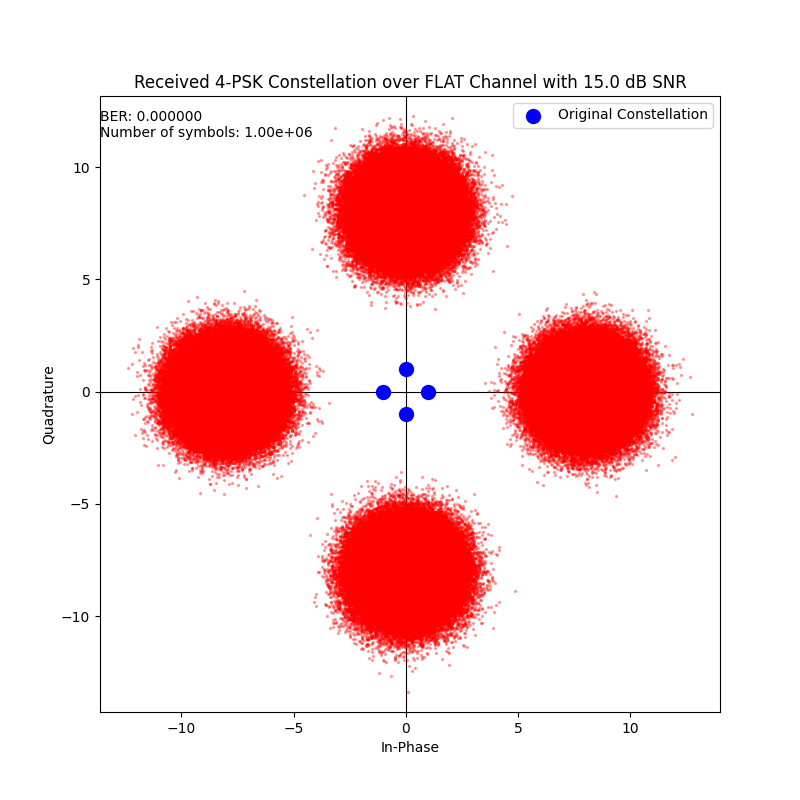 Received 4-PSK Constellation over FLAT Channel with 15.0 dB SNR
BER: 0.000000
Number of symbols: 1.00e+06
Original Constellation
10
5
0
−5
−10
Quadrature
−10
−5
0
5
10
In-Phase